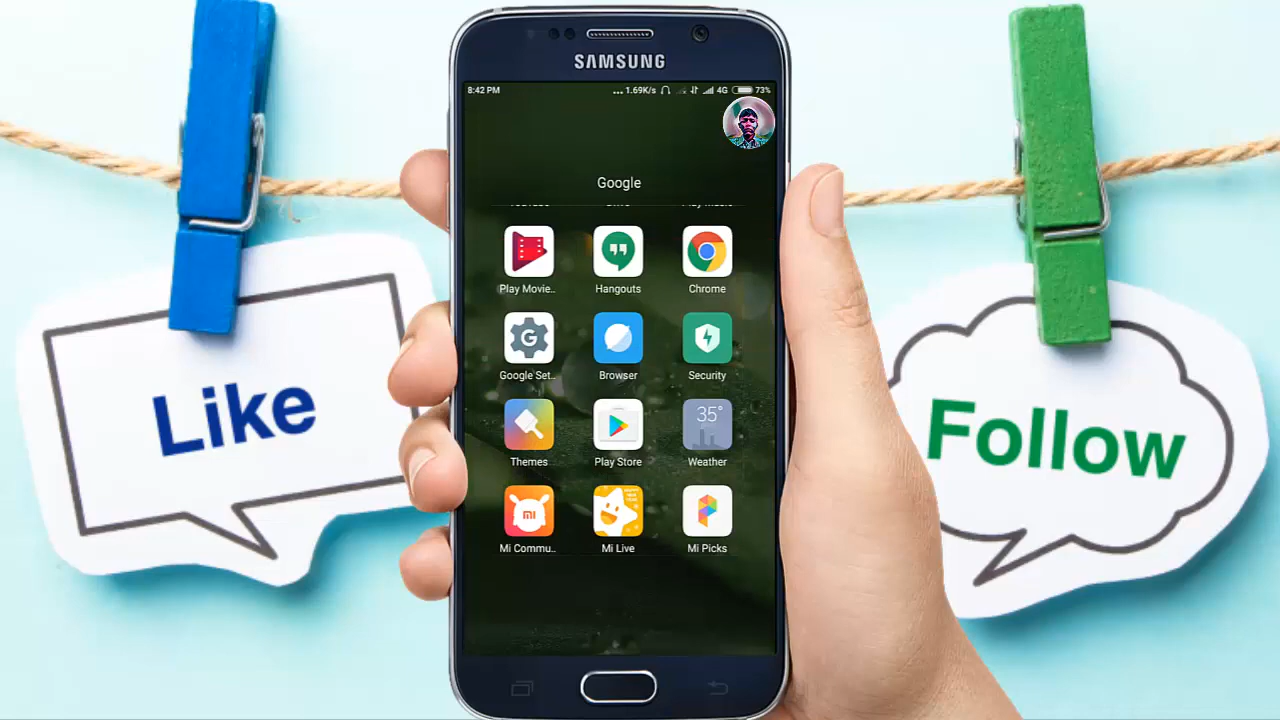 SAMSUNG
8:42 PM
...1.69K/s 4G 73%
Google
Play Movie..
Hangouts
Chrome
Google Set..
Browser
Security
35°
Themes
Play Store
Weather
mi
Mi Commu..
Mi Live
Mi Picks
Like
Follow